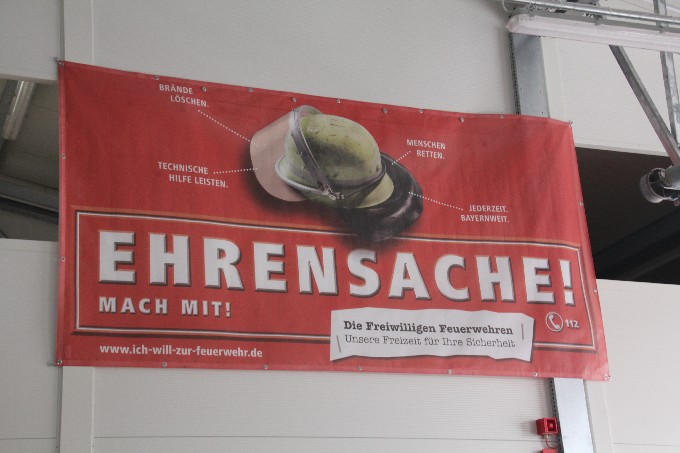 BRÄNDE
LÖSCHEN.
TECHNISCHE
HILFE LEISTEN.
MENSCHEN
RETTEN.
JEDERZEIT.
BAYERNWEIT.
EHRENSACHE!
MACH MIT!
112
Die Freiwilligen Feuerwehren
Unsere Freizeit für Ihre Sicherheit
www.ich-will-zur-feuerwehr.de